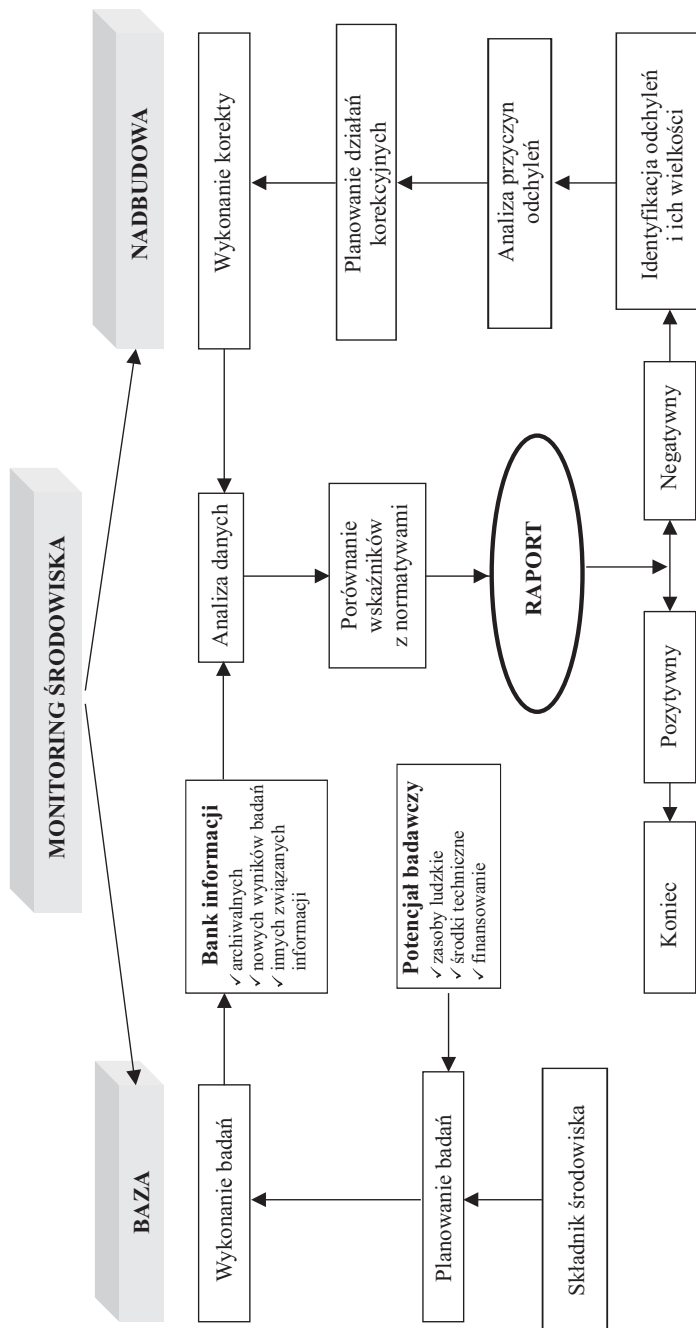 MONITORING ŚRODOWISKA
BAZA
NADBUDOWA
Wykonanie badań
Bank informacji
✓ archiwalnych
✓ nowych wyników badań
✓ innych związanych
informacji
Analiza danych
Wykonanie korekty
Planowanie badań
Potencjał badawczy
✓ zasoby ludzkie
✓ środki techniczne
✓ finansowanie
Porównanie
wskaźników
z normatywami
Planowanie działań
korekcyjnych
Składnik środowiska
RAPORT
Analiza przyczyn
odchyleń
Koniec
Pozytywny
Negatywny
Identyfikacja odchyleń
i ich wielkości